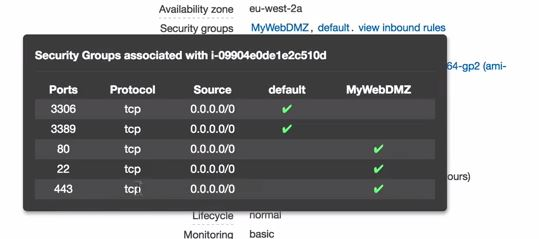 Availability zone eu-west-2a
Security groups MyWebDMZ, default. view inbound rules
Security Groups associated with i-09904e0de1e2c510d
64-gp2 (ami-
Ports Protocol Source default MyWebDMZ
3306 tcp 0.0.0.0/0 ✔
3389 tcp 0.0.0.0/0 ✔
80 tcp 0.0.0.0/0 ✔
22 tcp 0.0.0.0/0 ✔
ours)
443 tcp 0.0.0.0/0 ✔
Lifecycle normal
Monitoring basic